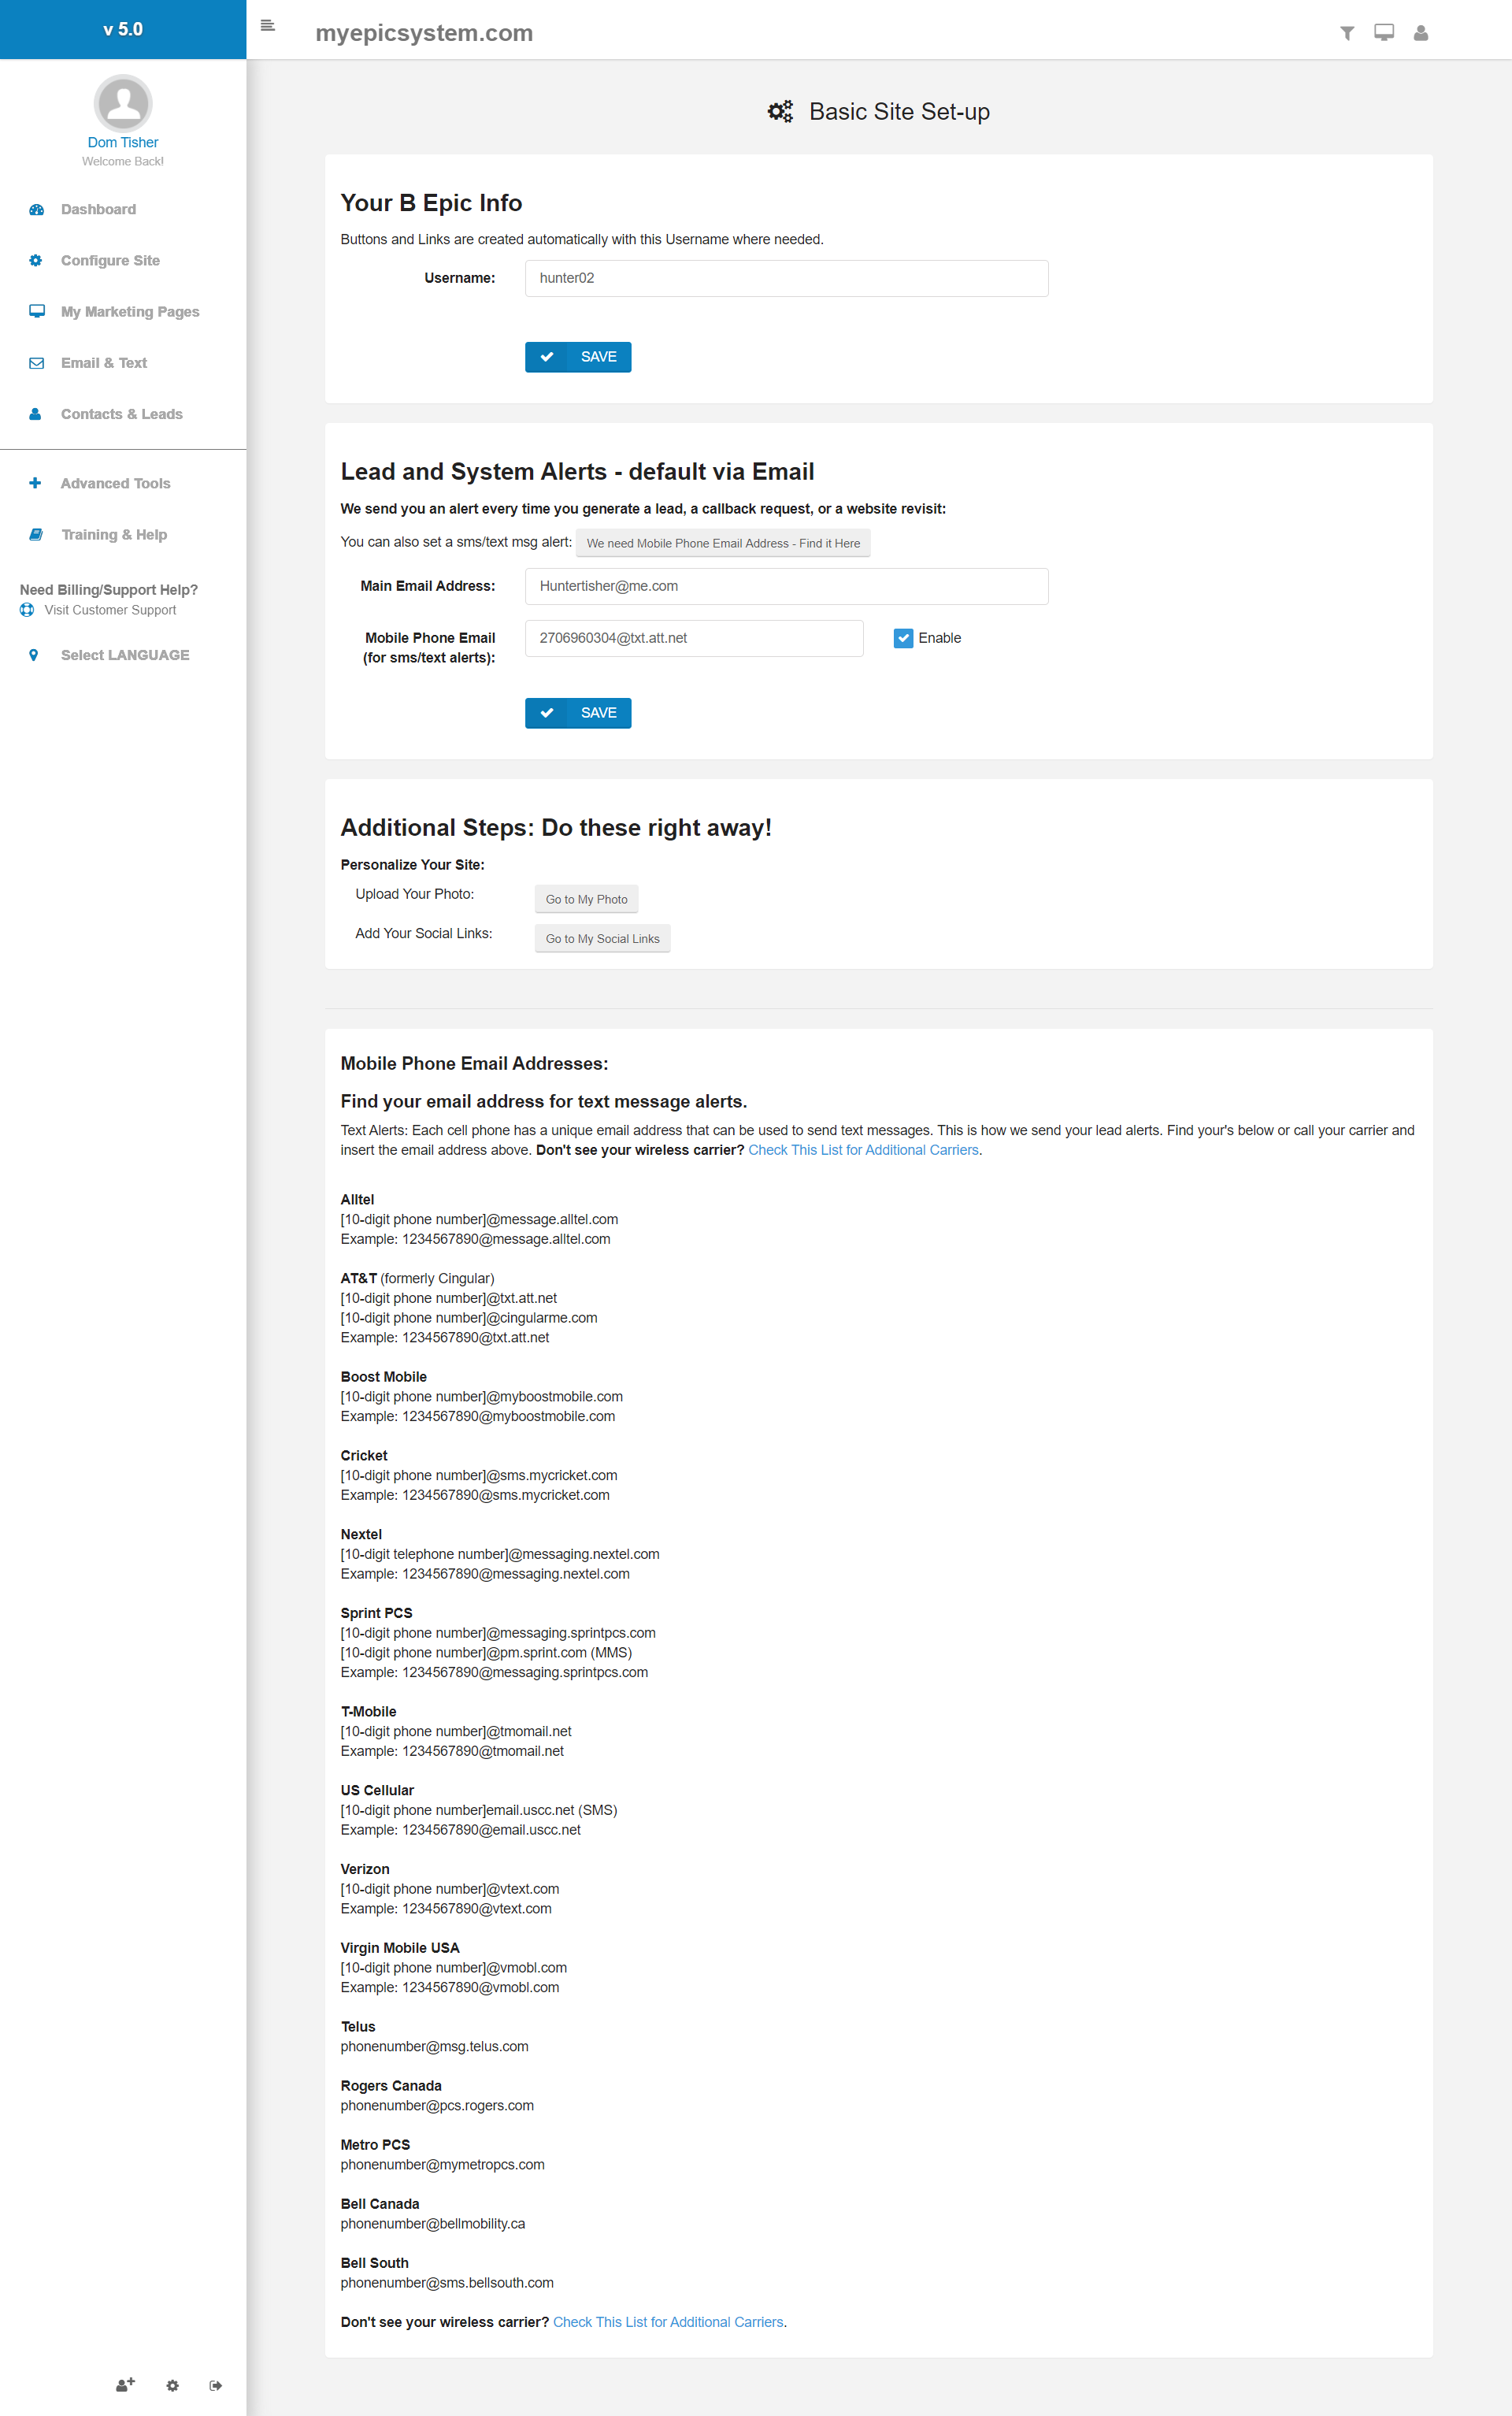 v 5.0
myepicsystem.com
Dom Tisher
Welcome Back!
Dashboard
Configure Site
My Marketing Pages
Email & Text
Contacts & Leads
Advanced Tools
Training & Help
Need Billing/Support Help?
Visit Customer Support
Select LANGUAGE
Basic Site Set-up
Your B Epic Info
Buttons and Links are created automatically with this Username where needed.
Username: hunter02
SAVE
Lead and System Alerts - default via Email
We send you an alert every time you generate a lead, a callback request, or a website revisit:
You can also set a sms/text msg alert: We need Mobile Phone Email Address - Find it Here
Main Email Address: Huntertisher@me.com
Mobile Phone Email 2706960304@txt.att.net Enable
(for sms/text alerts):
SAVE
Additional Steps: Do these right away!
Personalize Your Site:
Upload Your Photo: Go to My Photo
Add Your Social Links: Go to My Social Links
Mobile Phone Email Addresses:
Find your email address for text message alerts.
Text Alerts: Each cell phone has a unique email address that can be used to send text messages. This is how we send your lead alerts. Find your's below or call your carrier and
insert the email address above. Don't see your wireless carrier? Check This List for Additional Carriers.
Alltel
[10-digit phone number]@message.alltel.com
Example: 1234567890@message.alltel.com
AT&T (formerly Cingular)
[10-digit phone number]@txt.att.net
[10-digit phone number]@cingularme.com
Example: 1234567890@txt.att.net
Boost Mobile
[10-digit phone number]@myboostmobile.com
Example: 1234567890@myboostmobile.com
Cricket
[10-digit phone number]@sms.mycricket.com
Example: 1234567890@sms.mycricket.com
Nextel
[10-digit telephone number]@messaging.nextel.com
Example: 1234567890@messaging.nextel.com
Sprint PCS
[10-digit phone number]@messaging.sprintpcs.com
[10-digit phone number]@pm.sprint.com (MMS)
Example: 1234567890@messaging.sprintpcs.com
T-Mobile
[10-digit phone number]@tmomail.net
Example: 1234567890@tmomail.net
US Cellular
[10-digit phone number]email.uscc.net (SMS)
Example: 1234567890@email.uscc.net
Verizon
[10-digit phone number]@vtext.com
Example: 1234567890@vtext.com
Virgin Mobile USA
[10-digit phone number]@vmobl.com
Example: 1234567890@vmobl.com
Telus
phonenumber@msg.telus.com
Rogers Canada
phonenumber@pcs.rogers.com
Metro PCS
phonenumber@mymetropcs.com
Bell Canada
phonenumber@bellmobility.ca
Bell South
phonenumber@sms.bellsouth.com
Don't see your wireless carrier? Check This List for Additional Carriers.